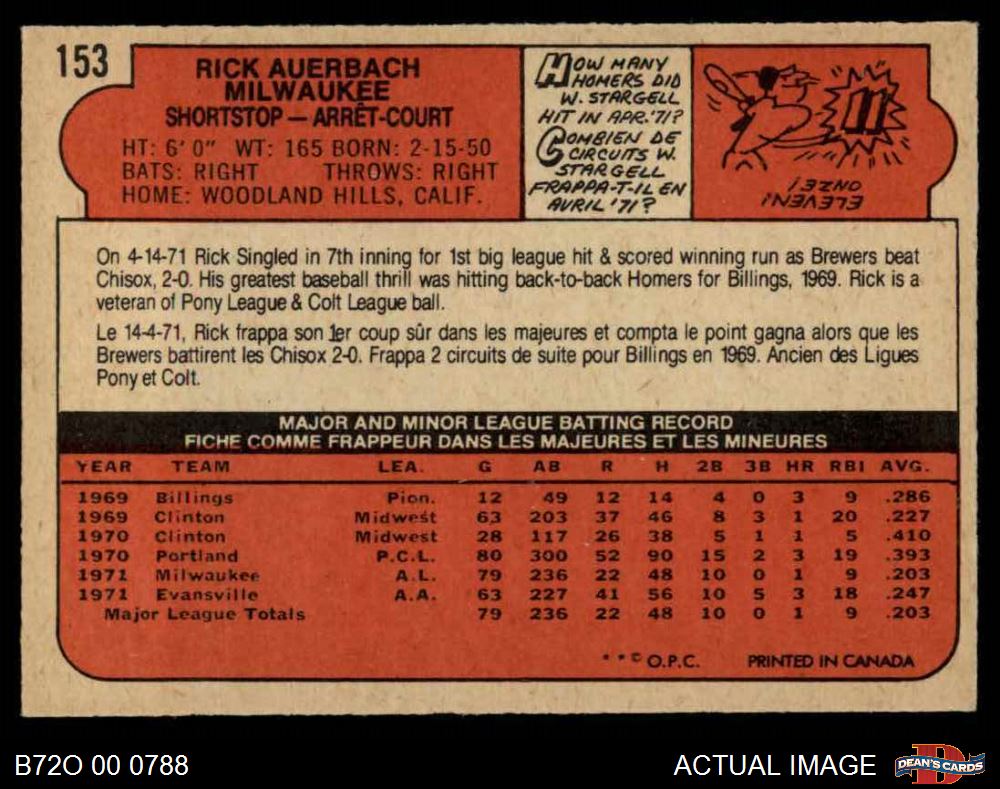 153
RICK AUERBACH
MILWAUKEE
SHORTSTOP — ARRÊT-COURT
HT: 6' 0" WT: 165 BORN: 2-15-50
BATS: RIGHT THROWS: RIGHT
HOME: WOODLAND HILLS, CALIF.
HOW MANY
HOMERS DID
W. STARGELL
HIT IN APR.'71?
COMBIEN DE
CIRCUITS W.
STARGELL
FRAPPA-T-IL EN
AVRIL '71?
11
ELEVEN!
ONZE!
On 4-14-71 Rick Singled in 7th inning for 1st big league hit & scored winning run as Brewers beat
Chisox, 2-0. His greatest baseball thrill was hitting back-to-back Homers for Billings, 1969. Rick is a
veteran of Pony League & Colt League ball.
Le 14-4-71, Rick frappa son 1er coup sûr dans les majeures et compta le point gagna alors que les
Brewers battirent les Chisox 2-0. Frappa 2 circuits de suite pour Billings en 1969. Ancien des Ligues
Pony et Colt.
MAJOR AND MINOR LEAGUE BATTING RECORD
FICHE COMME FRAPPEUR DANS LES MAJEURES ET LES MINEURES
YEAR TEAM LEA. G AB R H 2B 3B HR RBI AVG.
1969 Billings Pion. 12 49 12 14 4 0 3 9 .286
1969 Clinton Midwest 63 203 37 46 8 3 1 20 .227
1970 Clinton Midwest 28 117 26 38 5 1 1 5 .410
1970 Portland P.C.L. 80 300 52 90 15 2 3 19 .393
1971 Milwaukee A.L. 79 236 22 48 10 0 1 9 .203
1971 Evansville A.A. 63 227 41 56 10 5 3 18 .247
Major League Totals 79 236 22 48 10 0 1 9 .203
* * © O.P.C. PRINTED IN CANADA
B72O 00 0788
ACTUAL IMAGE
DEAN'S CARDS